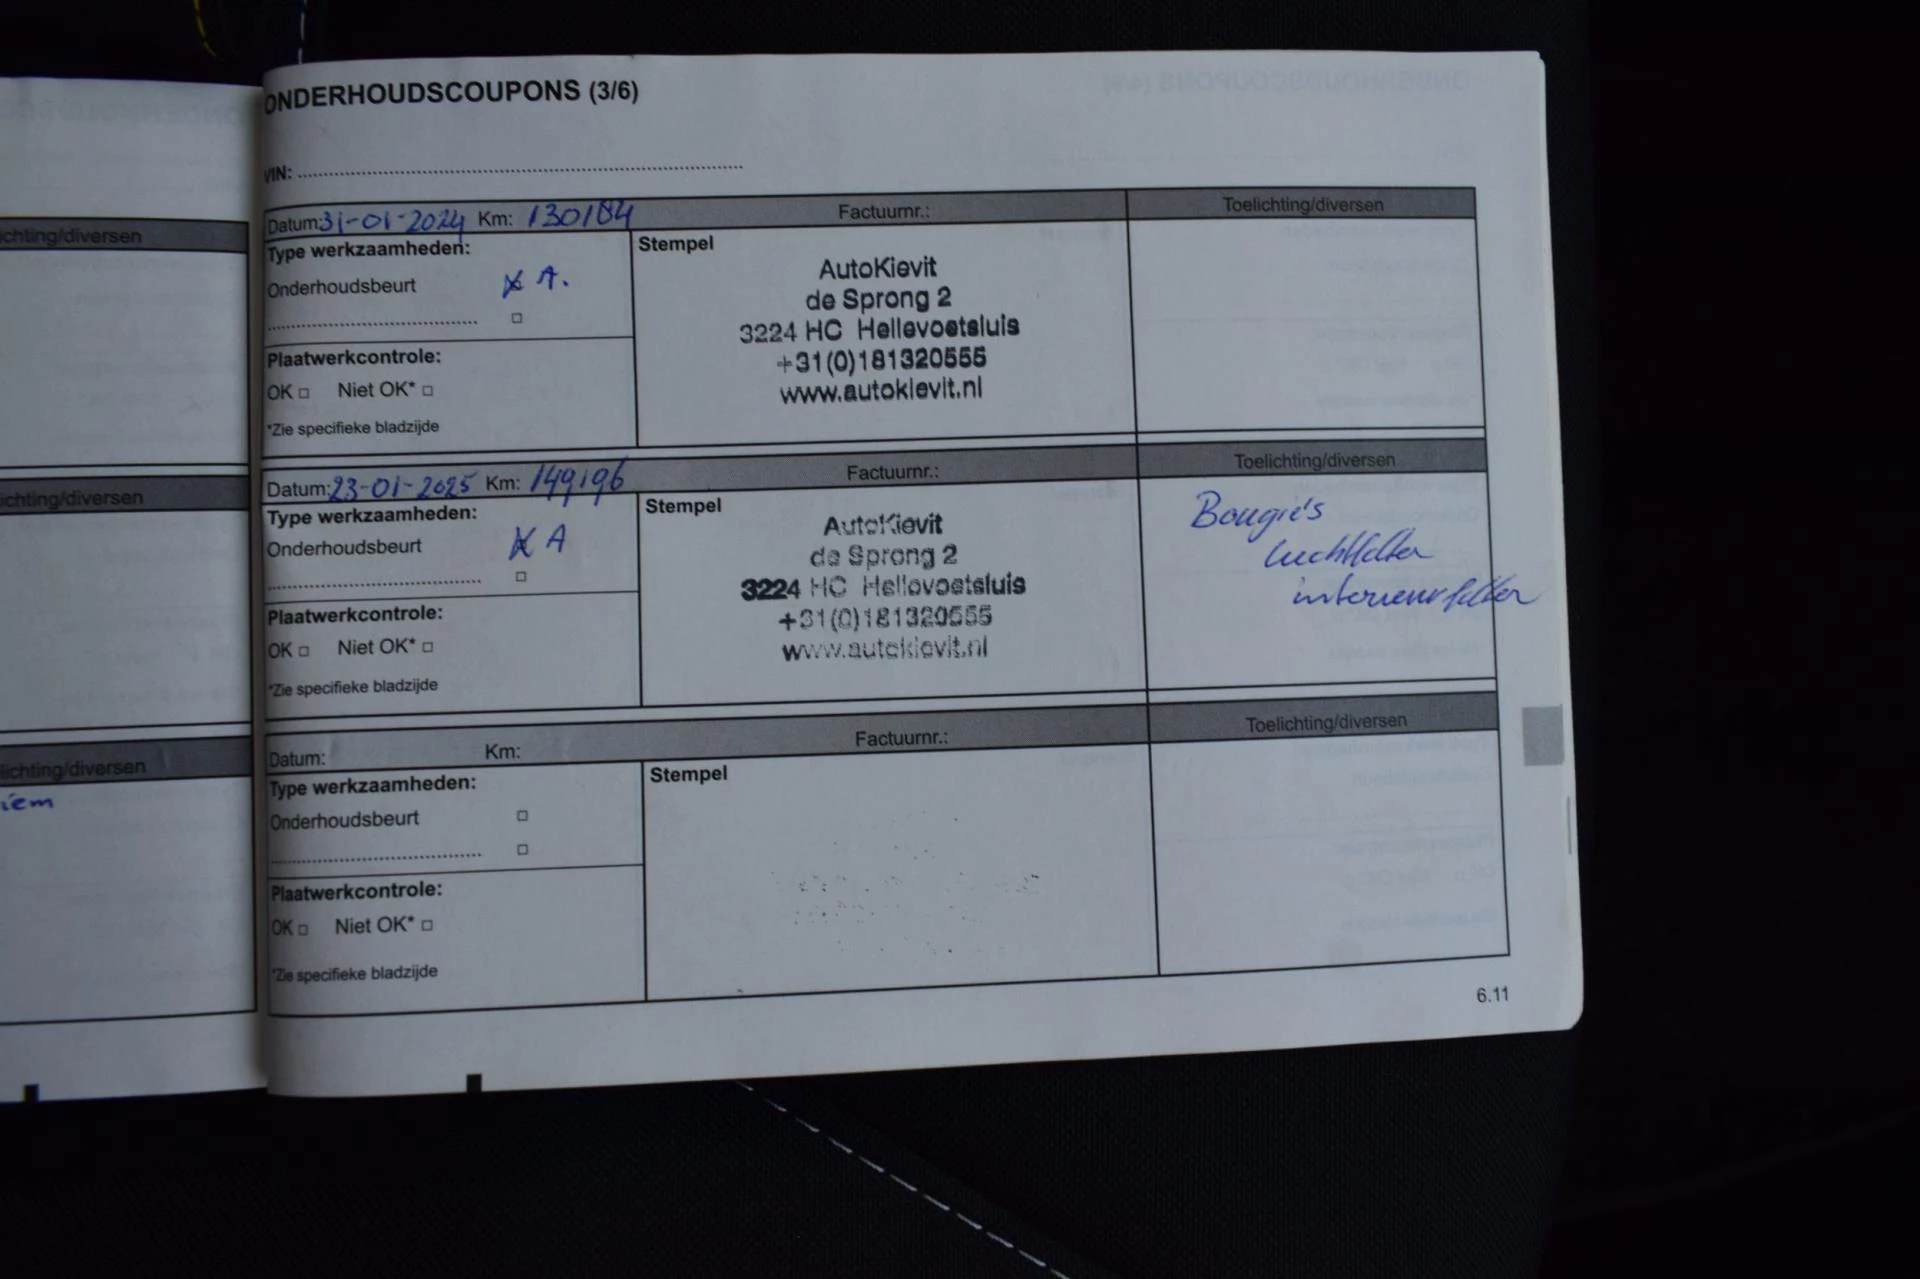 ONDERHOUDSCOUPONS (3/6)
VIN:
Datum: 31-01-2024 Km: 130184 Factuurnr.: Toelichting/diversen
Type werkzaamheden:
Stempel
Onderhoudsbeurt X A.
AutoKievit
de Sprong 2
3224 HC Hellevoetsluis
+31(0)181320555
www.autokievit.nl
Plaatwerkcontrole:
OK □ Niet OK* □
*Zie specifieke bladzijde
Datum: 23-01-2025 Km: 149196 Factuurnr.: Toelichting/diversen
Type werkzaamheden:
Stempel
Onderhoudsbeurt X A
AutoKievit
de Sprong 2
3224 HC Hellevoetsluis
+31(0)181320555
www.autokievit.nl
Bougie's
luchtfilter
interieurfilter
Plaatwerkcontrole:
OK □ Niet OK* □
*Zie specifieke bladzijde
Datum: Km: Factuurnr.: Toelichting/diversen
Type werkzaamheden:
Stempel
Onderhoudsbeurt □
Plaatwerkcontrole:
OK □ Niet OK* □
*Zie specifieke bladzijde
6.11
chting/diversen
ichting/diversen
lichting/diversen
iem